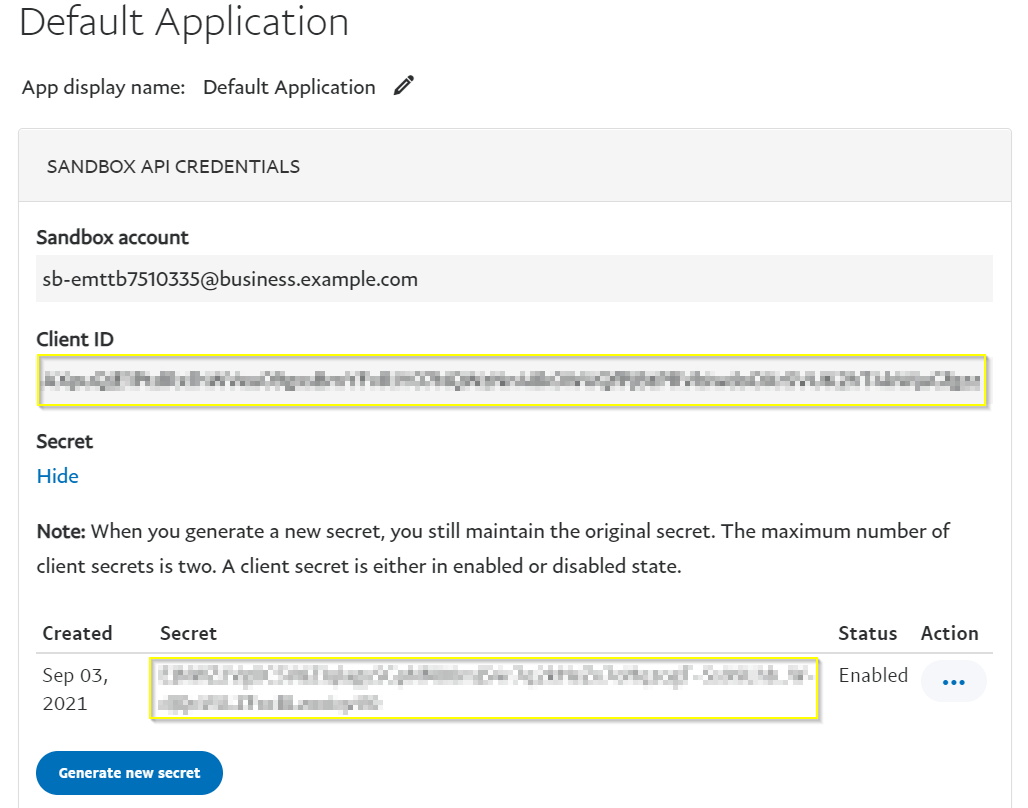 Default Application
App display name: Default Application
SANDBOX API CREDENTIALS
Sandbox account
sb-emttb7510335@business.example.com
Client ID
Secret
Hide
Note: When you generate a new secret, you still maintain the original secret. The maximum number of
client secrets is two. A client secret is either in enabled or disabled state.
Created Secret Status Action
Sep 03, Enabled
2021
Generate new secret